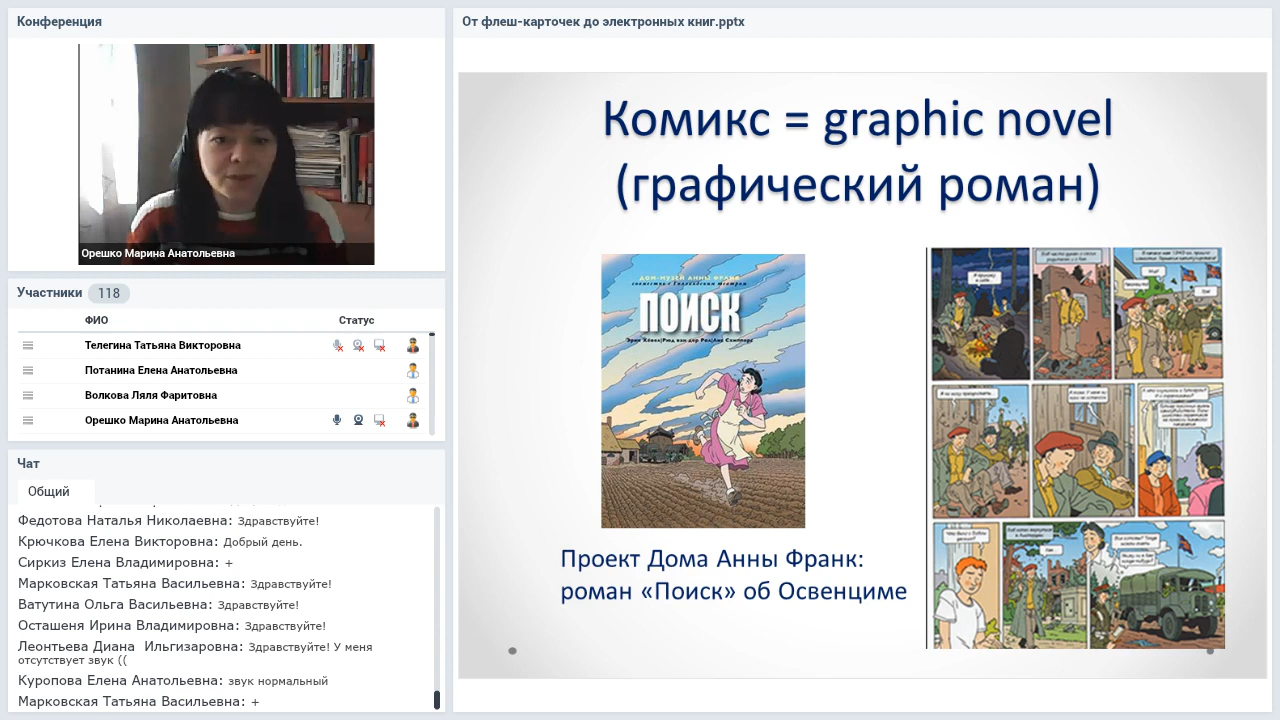 Конференция
От флеш-карточек до электронных книг.pptx
Орешко Марина Анатольевна
Участники 118
ФИО Статус
Телегина Татьяна Викторовна
Потанина Елена Анатольевна
Волкова Ляля Фаритовна
Орешко Марина Анатольевна
Чат
Общий
Федотова Наталья Николаевна: Здравствуйте!
Крючкова Елена Викторовна: Добрый день.
Сиркиз Елена Владимировна: +
Марковская Татьяна Васильевна: Здравствуйте!
Ватутина Ольга Васильевна: Здравствуйте!
Осташеня Ирина Владимировна: Здравствуйте!
Леонтьева Диана Ильгизаровна: Здравствуйте! У меня
отсутствует звук ((
Куропова Елена Анатольевна: звук нормальный
Марковская Татьяна Васильевна: +
Комикс = graphic novel
(графический роман)
ДОМ-МУЗЕЙ АННЫ ФРАНК
ПОИСК
Проект Дома Анны Франк:
роман «Поиск» об Освенциме